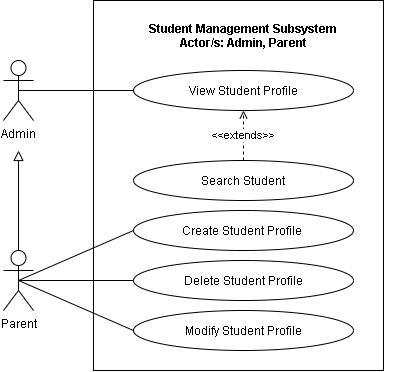 Student Management Subsystem
Actor/s: Admin, Parent
View Student Profile
Admin
<<extends>>
Search Student
Create Student Profile
Delete Student Profile
Parent
Modify Student Profile